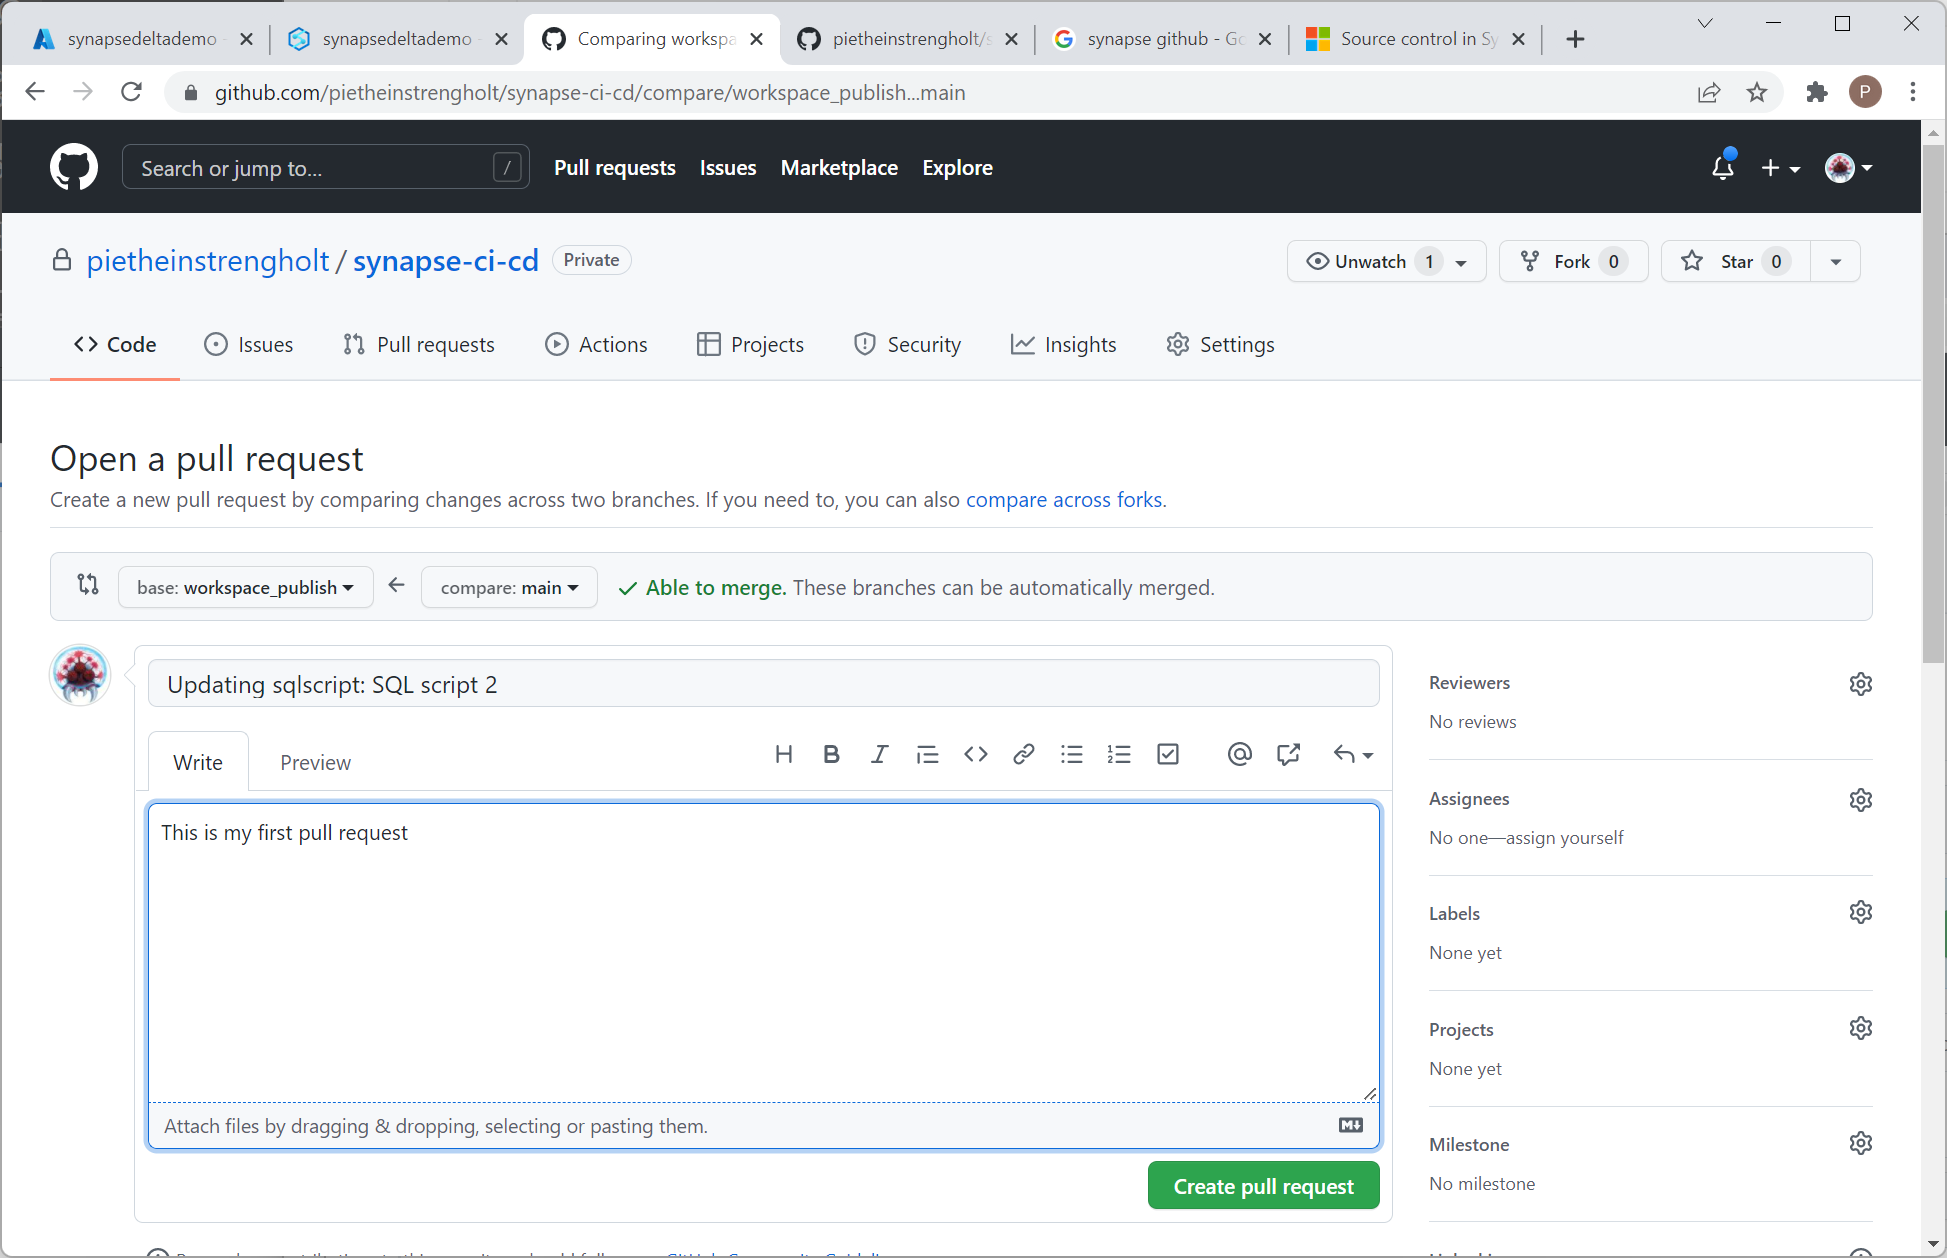 synapsedeltademo
synapsedeltademo
Comparing workspa
pietheinstrengholt/s
synapse github - Go
Source control in Sy
github.com/pietheinstrengholt/synapse-ci-cd/compare/workspace_publish...main
P
Search or jump to...
/
Pull requests
Issues
Marketplace
Explore
pietheinstrengholt / synapse-ci-cd
Private
Unwatch 1
Fork 0
Star 0
Code
Issues
Pull requests
Actions
Projects
Security
Insights
Settings
Open a pull request
Create a new pull request by comparing changes across two branches. If you need to, you can also compare across forks.
base: workspace_publish
compare: main
Able to merge. These branches can be automatically merged.
Updating sqlscript: SQL script 2
Write
Preview
This is my first pull request
Attach files by dragging & dropping, selecting or pasting them.
Create pull request
Reviewers
No reviews
Assignees
No one—assign yourself
Labels
None yet
Projects
None yet
Milestone
No milestone